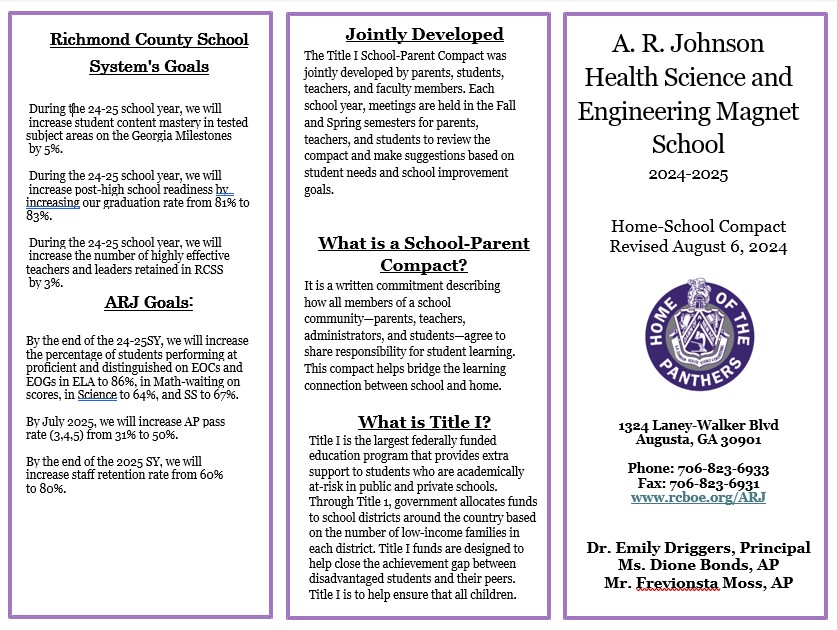 Richmond County School
System's Goals
During the 24-25 school year, we will
increase student content mastery in tested
subject areas on the Georgia Milestones
by 5%.
During the 24-25 school year, we will
increase post-high school readiness by
increasing our graduation rate from 81% to
83%.
During the 24-25 school year, we will
increase the number of highly effective
teachers and leaders retained in RCSS
by 3%.
ARJ Goals:
By the end of the 24-25SY, we will increase
the percentage of students performing at
proficient and distinguished on EOCs and
EOGs in ELA to 86%, in Math-waiting on
scores, in Science to 64%, and SS to 67%.
By July 2025, we will increase AP pass
rate (3,4,5) from 31% to 50%.
By the end of the 2025 SY, we will
increase staff retention rate from 60%
to 80%.
Jointly Developed
The Title I School-Parent Compact was
jointly developed by parents, students,
teachers, and faculty members. Each
school year, meetings are held in the Fall
and Spring semesters for parents,
teachers, and students to review the
compact and make suggestions based on
student needs and school improvement
goals.
What is a School-Parent
Compact?
It is a written commitment describing
how all members of a school
community—parents, teachers,
administrators, and students—agree to
share responsibility for student learning.
This compact helps bridge the learning
connection between school and home.
What is Title I?
Title I is the largest federally funded
education program that provides extra
support to students who are academically
at-risk in public and private schools.
Through Title 1, government allocates funds
to school districts around the country based
on the number of low-income families in
each district. Title I funds are designed to
help close the achievement gap between
disadvantaged students and their peers.
Title I is to help ensure that all children.
A. R. Johnson
Health Science and
Engineering Magnet
School
2024-2025
Home-School Compact
Revised August 6, 2024
HOME OF THE
PANTHERS
1324 Laney-Walker Blvd
Augusta, GA 30901
Phone: 706-823-6933
Fax: 706-823-6931
www.rcboe.org/ARJ
Dr. Emily Driggers, Principal
Ms. Dione Bonds, AP
Mr. Frevionsta Moss, AP